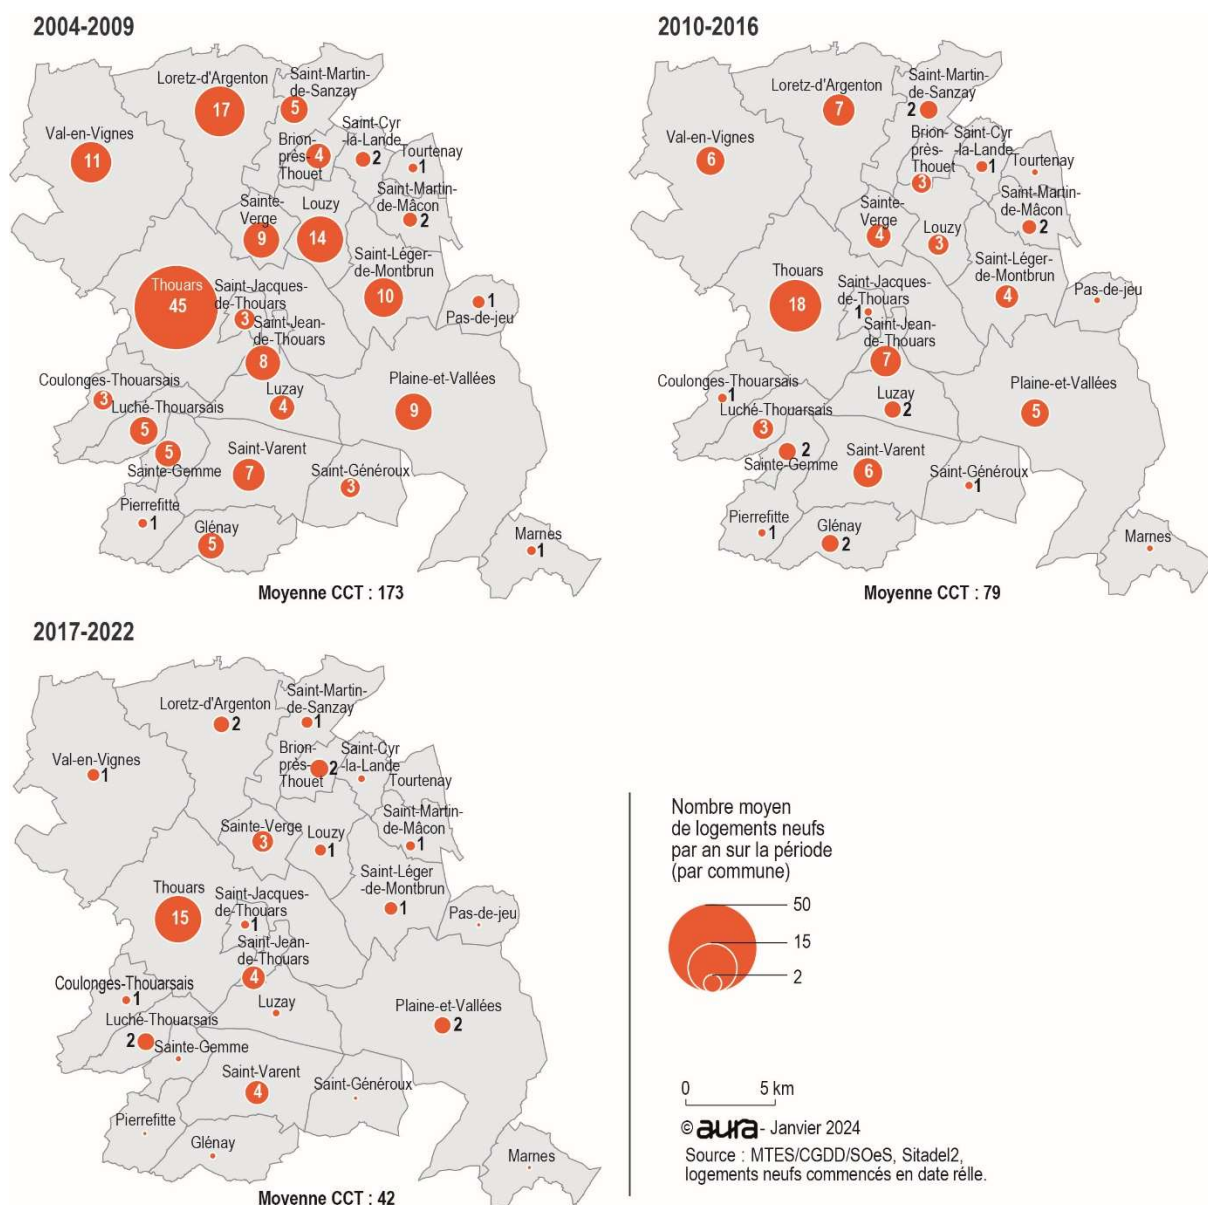 2004-2009
Loretz-d'Argenton
17
Saint-Martin-
de-Sanzay
5
Val-en-Vignes
11
Brion-
près-
Thouet
4
Saint-Cyr
-la-Lande
2
Tourtenay
1
Saint-Martin-
de-Mâcon
2
Sainte-
Verge
9
Louzy
14
Saint-Léger-
de-Montbrun
10
Thouars
45
Saint-Jacques-
de-Thouars
3
Saint-Jean-
de-Thouars
8
1
Pas-de-jeu
Coulonges-Thouarsais
3
Luché-Thouarsais
5
Luzay
4
Plaine-et-Vallées
9
5
Sainte-Gemme
Saint-Varent
7
Saint-Généroux
3
Pierrefitte
1
Glénay
5
Marnes
1
Moyenne CCT : 173
2010-2016
Loretz-d'Argenton
7
Saint-Martin-
de-Sanzay
2
Val-en-Vignes
6
Brion-
près-
Thouet
3
Saint-Cyr
-la-Lande
1
Tourtenay
Saint-Martin-
de-Mâcon
2
Sainte-
Verge
4
Louzy
3
Saint-Léger-
de-Montbrun
4
Thouars
18
Saint-Jacques-
de-Thouars
1
Saint-Jean-
de-Thouars
7
Pas-de-jeu
Coulonges-Thouarsais
1
Luché-Thouarsais
3
Luzay
2
Plaine-et-Vallées
5
2
Sainte-Gemme
Saint-Varent
6
Saint-Généroux
1
Pierrefitte
1
Glénay
2
Marnes
Moyenne CCT : 79
2017-2022
Loretz-d'Argenton
2
Saint-Martin-
de-Sanzay
1
Val-en-Vignes
1
Brion-
près-
Thouet
2
Saint-Cyr
-la-Lande
Tourtenay
Saint-Martin-
de-Mâcon
1
Sainte-Verge
3
Louzy
1
Saint-Léger
-de-Montbrun
1
Thouars
15
Saint-Jacques-
de-Thouars
1
Saint-Jean-
de-Thouars
4
Pas-de-jeu
Coulonges-Thouarsais
1
Luché-Thouarsais
2
Luzay
Plaine-et-Vallées
2
Sainte-Gemme
Saint-Varent
4
Saint-Généroux
Pierrefitte
Glénay
Marnes
Moyenne CCT : 42
Nombre moyen
de logements neufs
par an sur la période
(par commune)
50
15
2
0 5 km
© aura - Janvier 2024
Source : MTES/CGDD/SOeS, Sitadel2,
logements neufs commencés en date rélle.